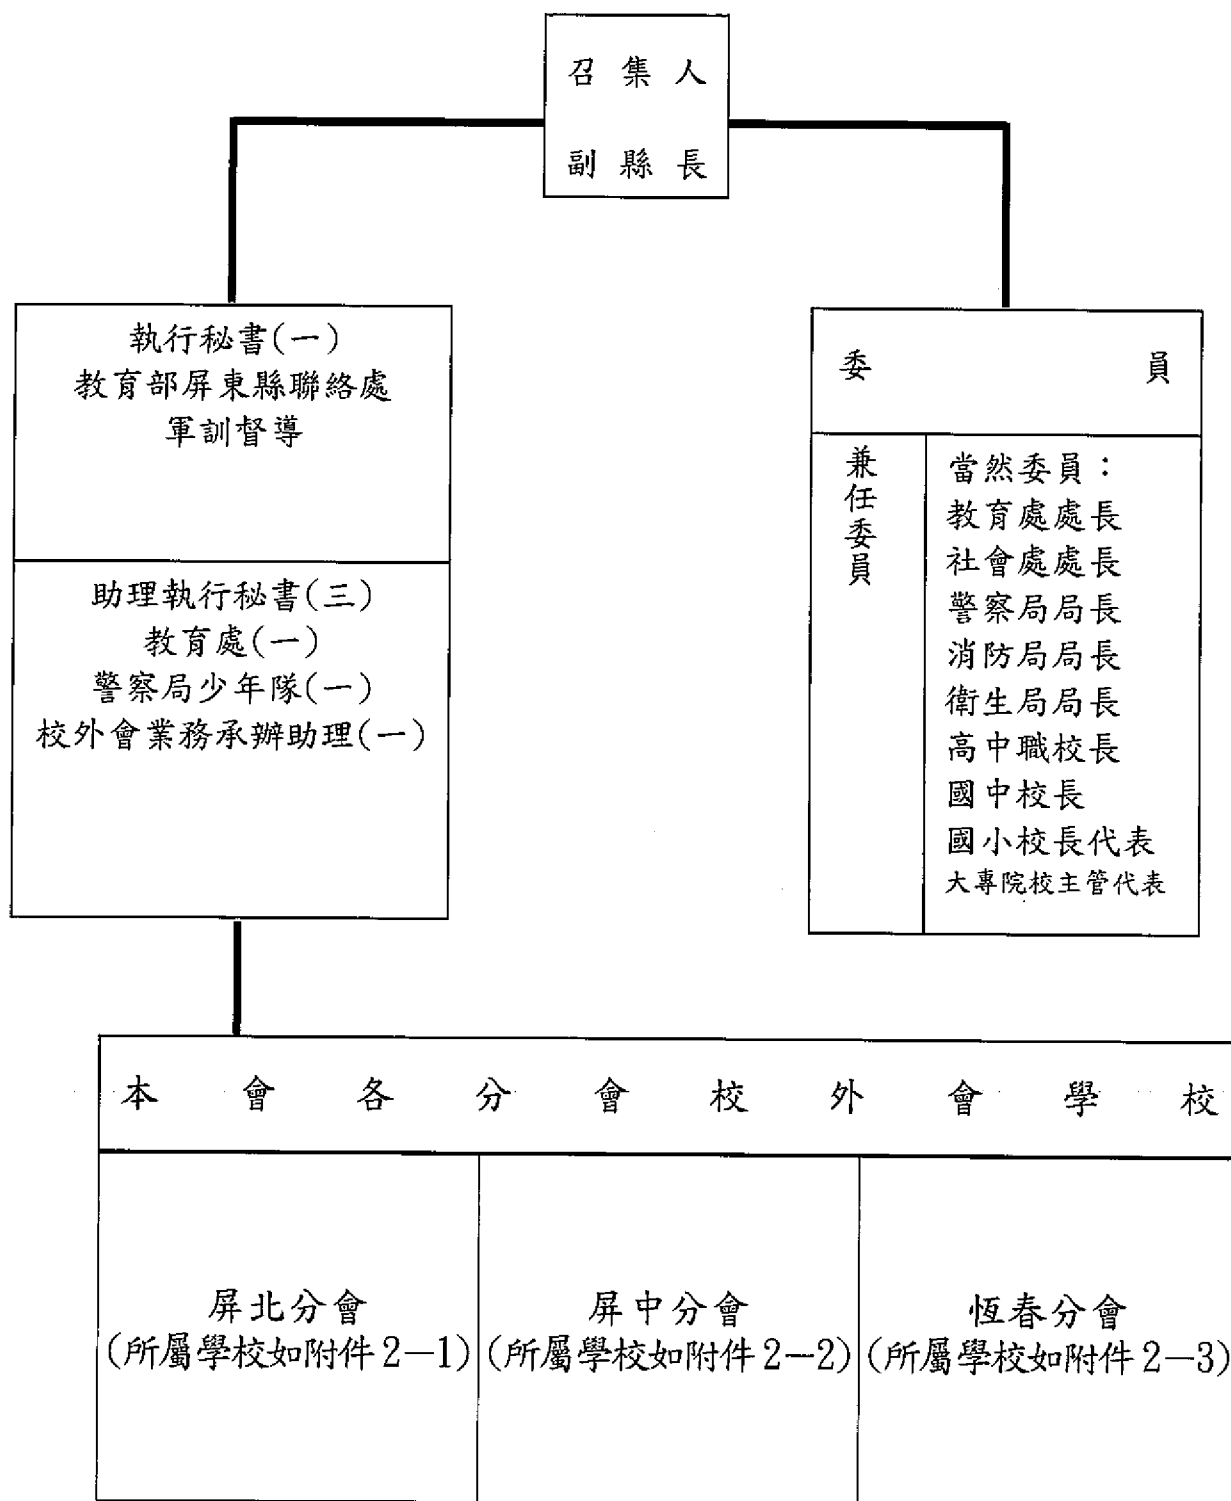 召集人
副縣長
執行秘書(一)
教育部屏東縣聯絡處
軍訓督導
助理執行秘書(三)
教育處(一)
警察局少年隊(一)
校外會業務承辦助理(一)
委員
兼任委員
當然委員：
教育處處長
社會處處長
警察局局長
消防局局長
衛生局局長
高中職校長
國中校長
國小校長代表
大專院校主管代表
本會各分會校外會學校
屏北分會
(所屬學校如附件2—1)
屏中分會
(所屬學校如附件2—2)
恆春分會
(所屬學校如附件2—3)